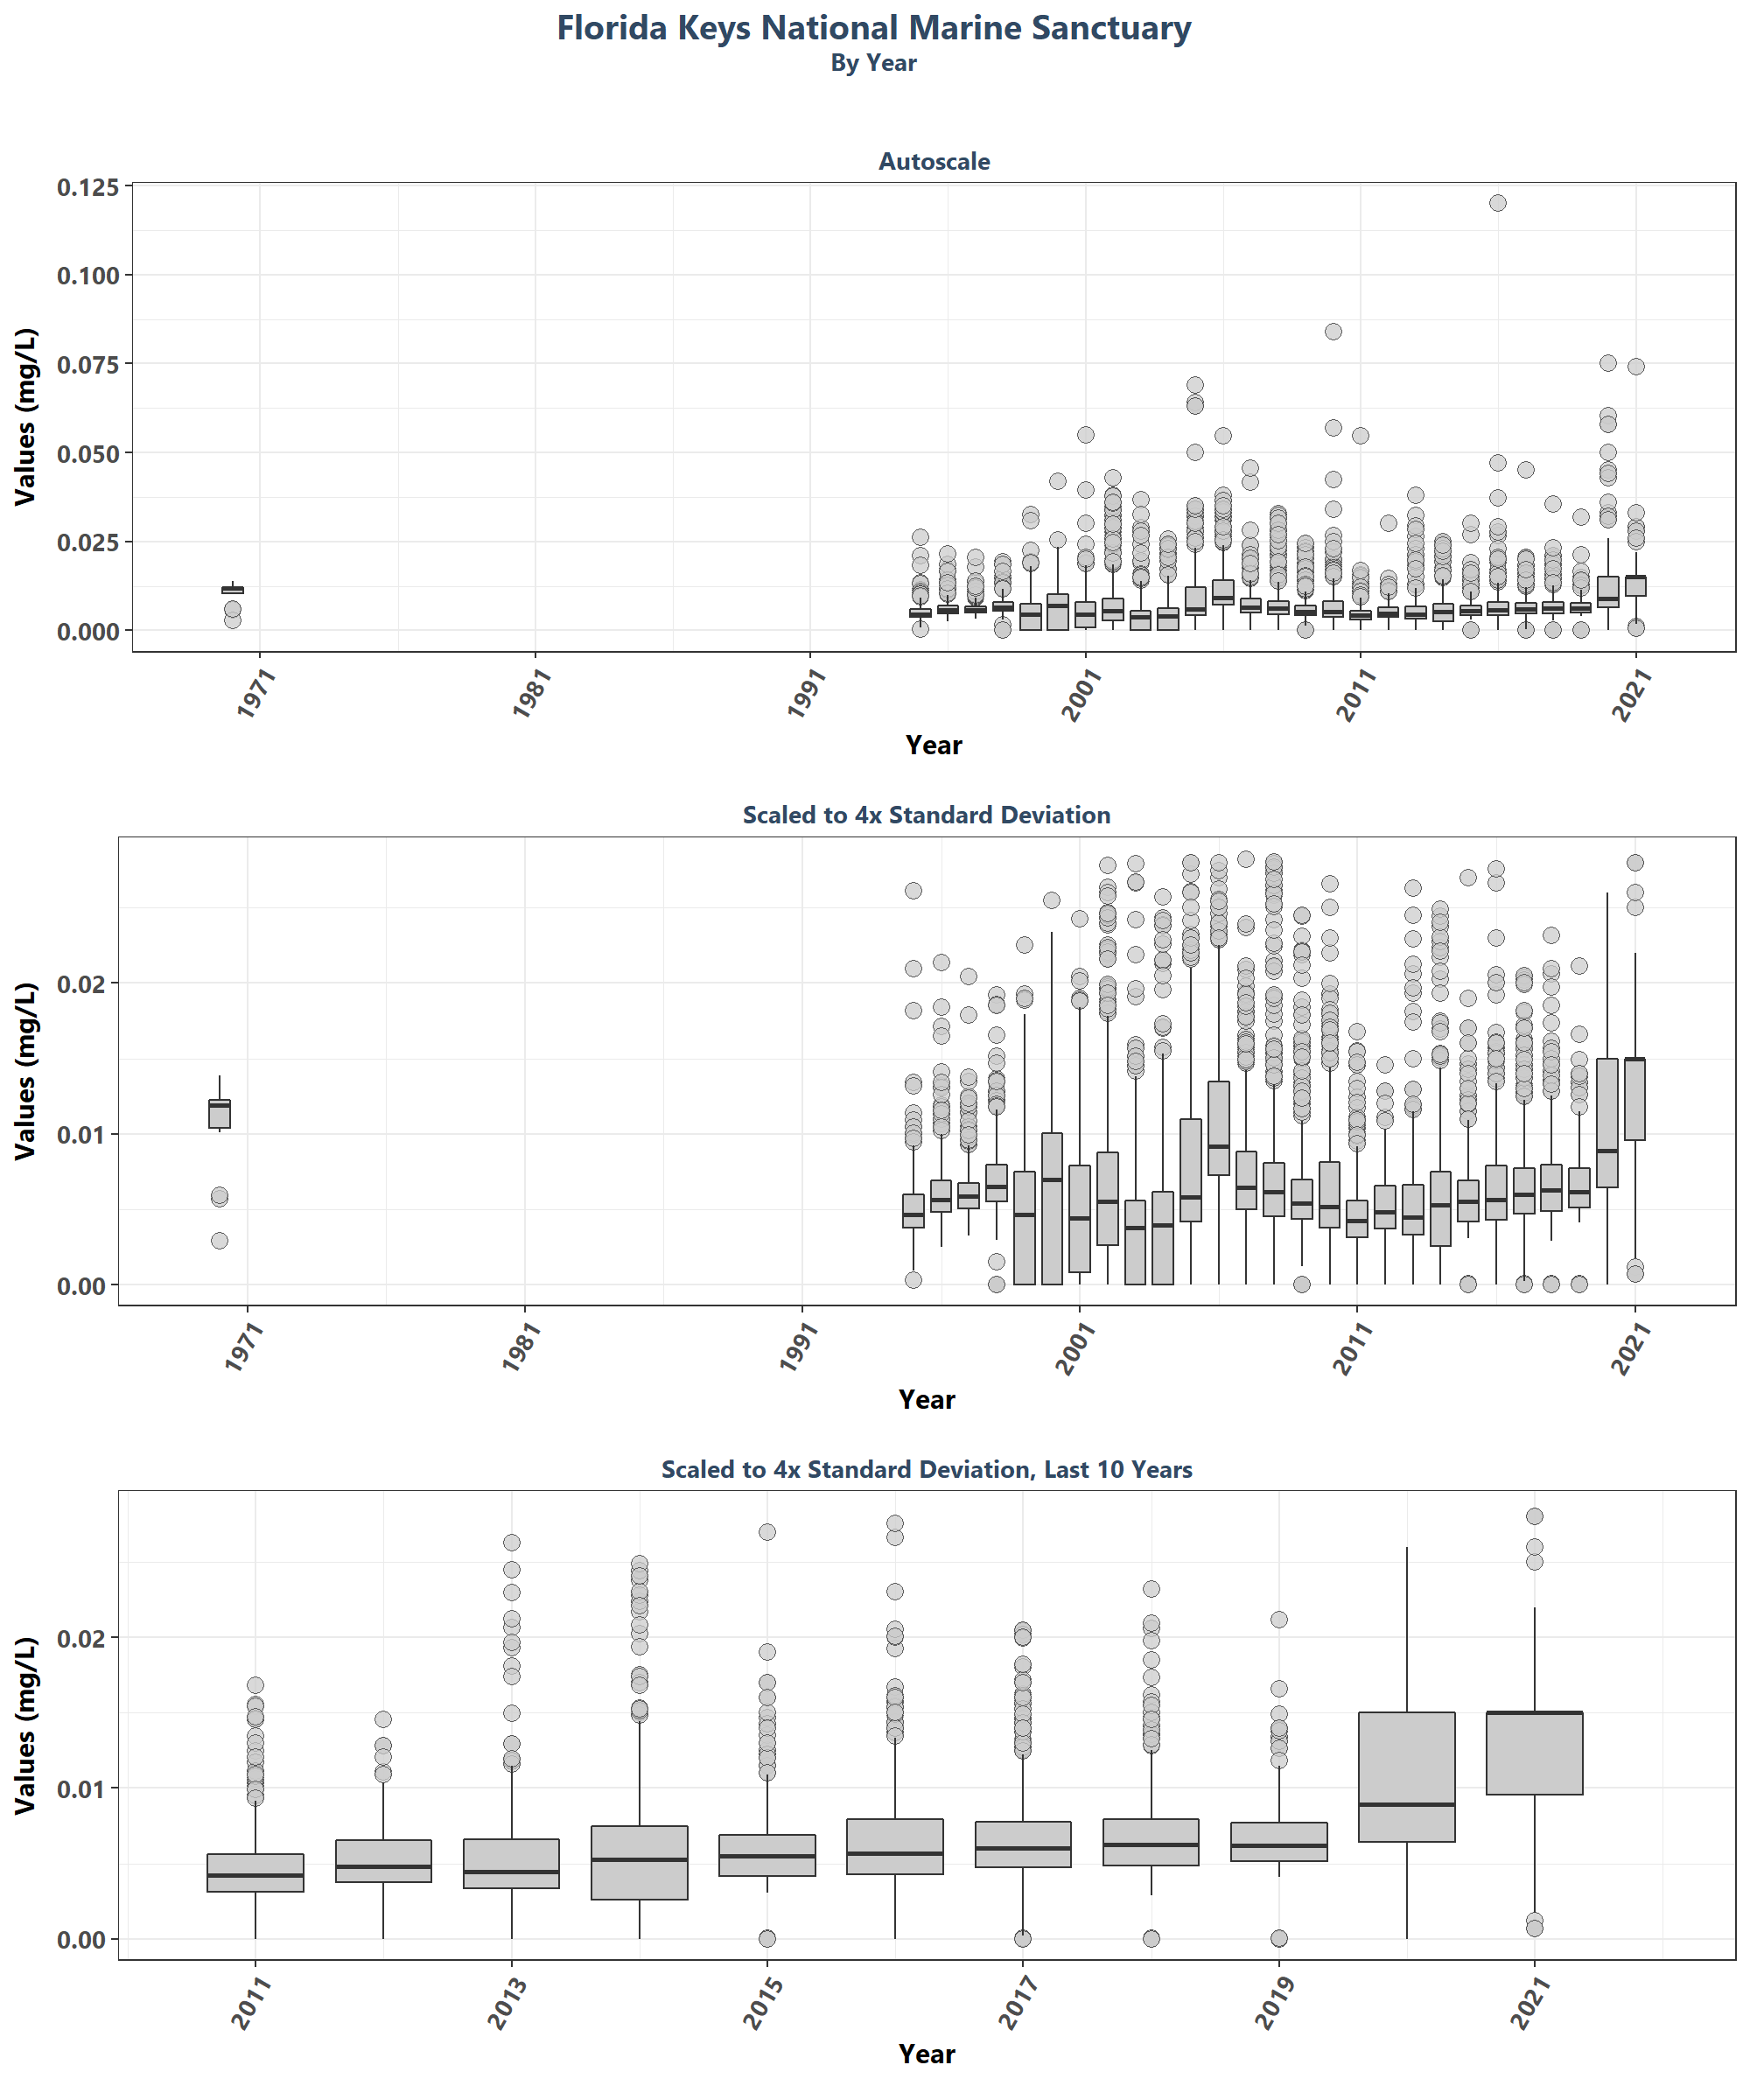 Florida Keys National Marine Sanctuary
By Year
Autoscale
Values (mg/L)
0.125
0.100
0.075
0.050
0.025
0.000
1971
1981
1991
2001
2011
2021
Year
Scaled to 4x Standard Deviation
Values (mg/L)
0.02
0.01
0.00
1971
1981
1991
2001
2011
2021
Year
Scaled to 4x Standard Deviation, Last 10 Years
Values (mg/L)
0.02
0.01
0.00
2011
2013
2015
2017
2019
2021
Year